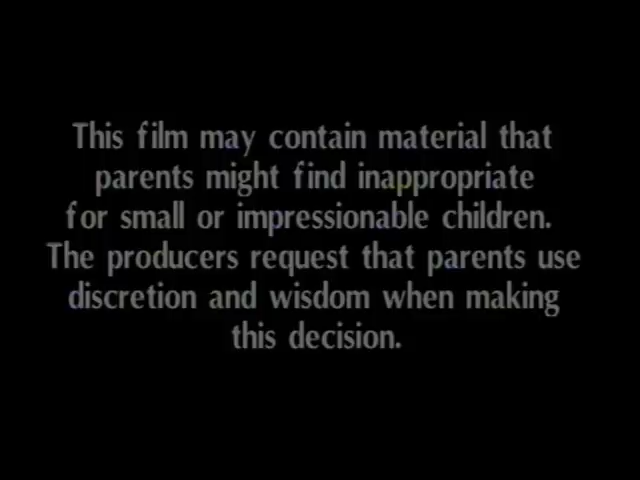 This film may contain material that
parents might find inappropriate
for small or impressionable children.
The producers request that parents use
discretion and wisdom when making
this decision.